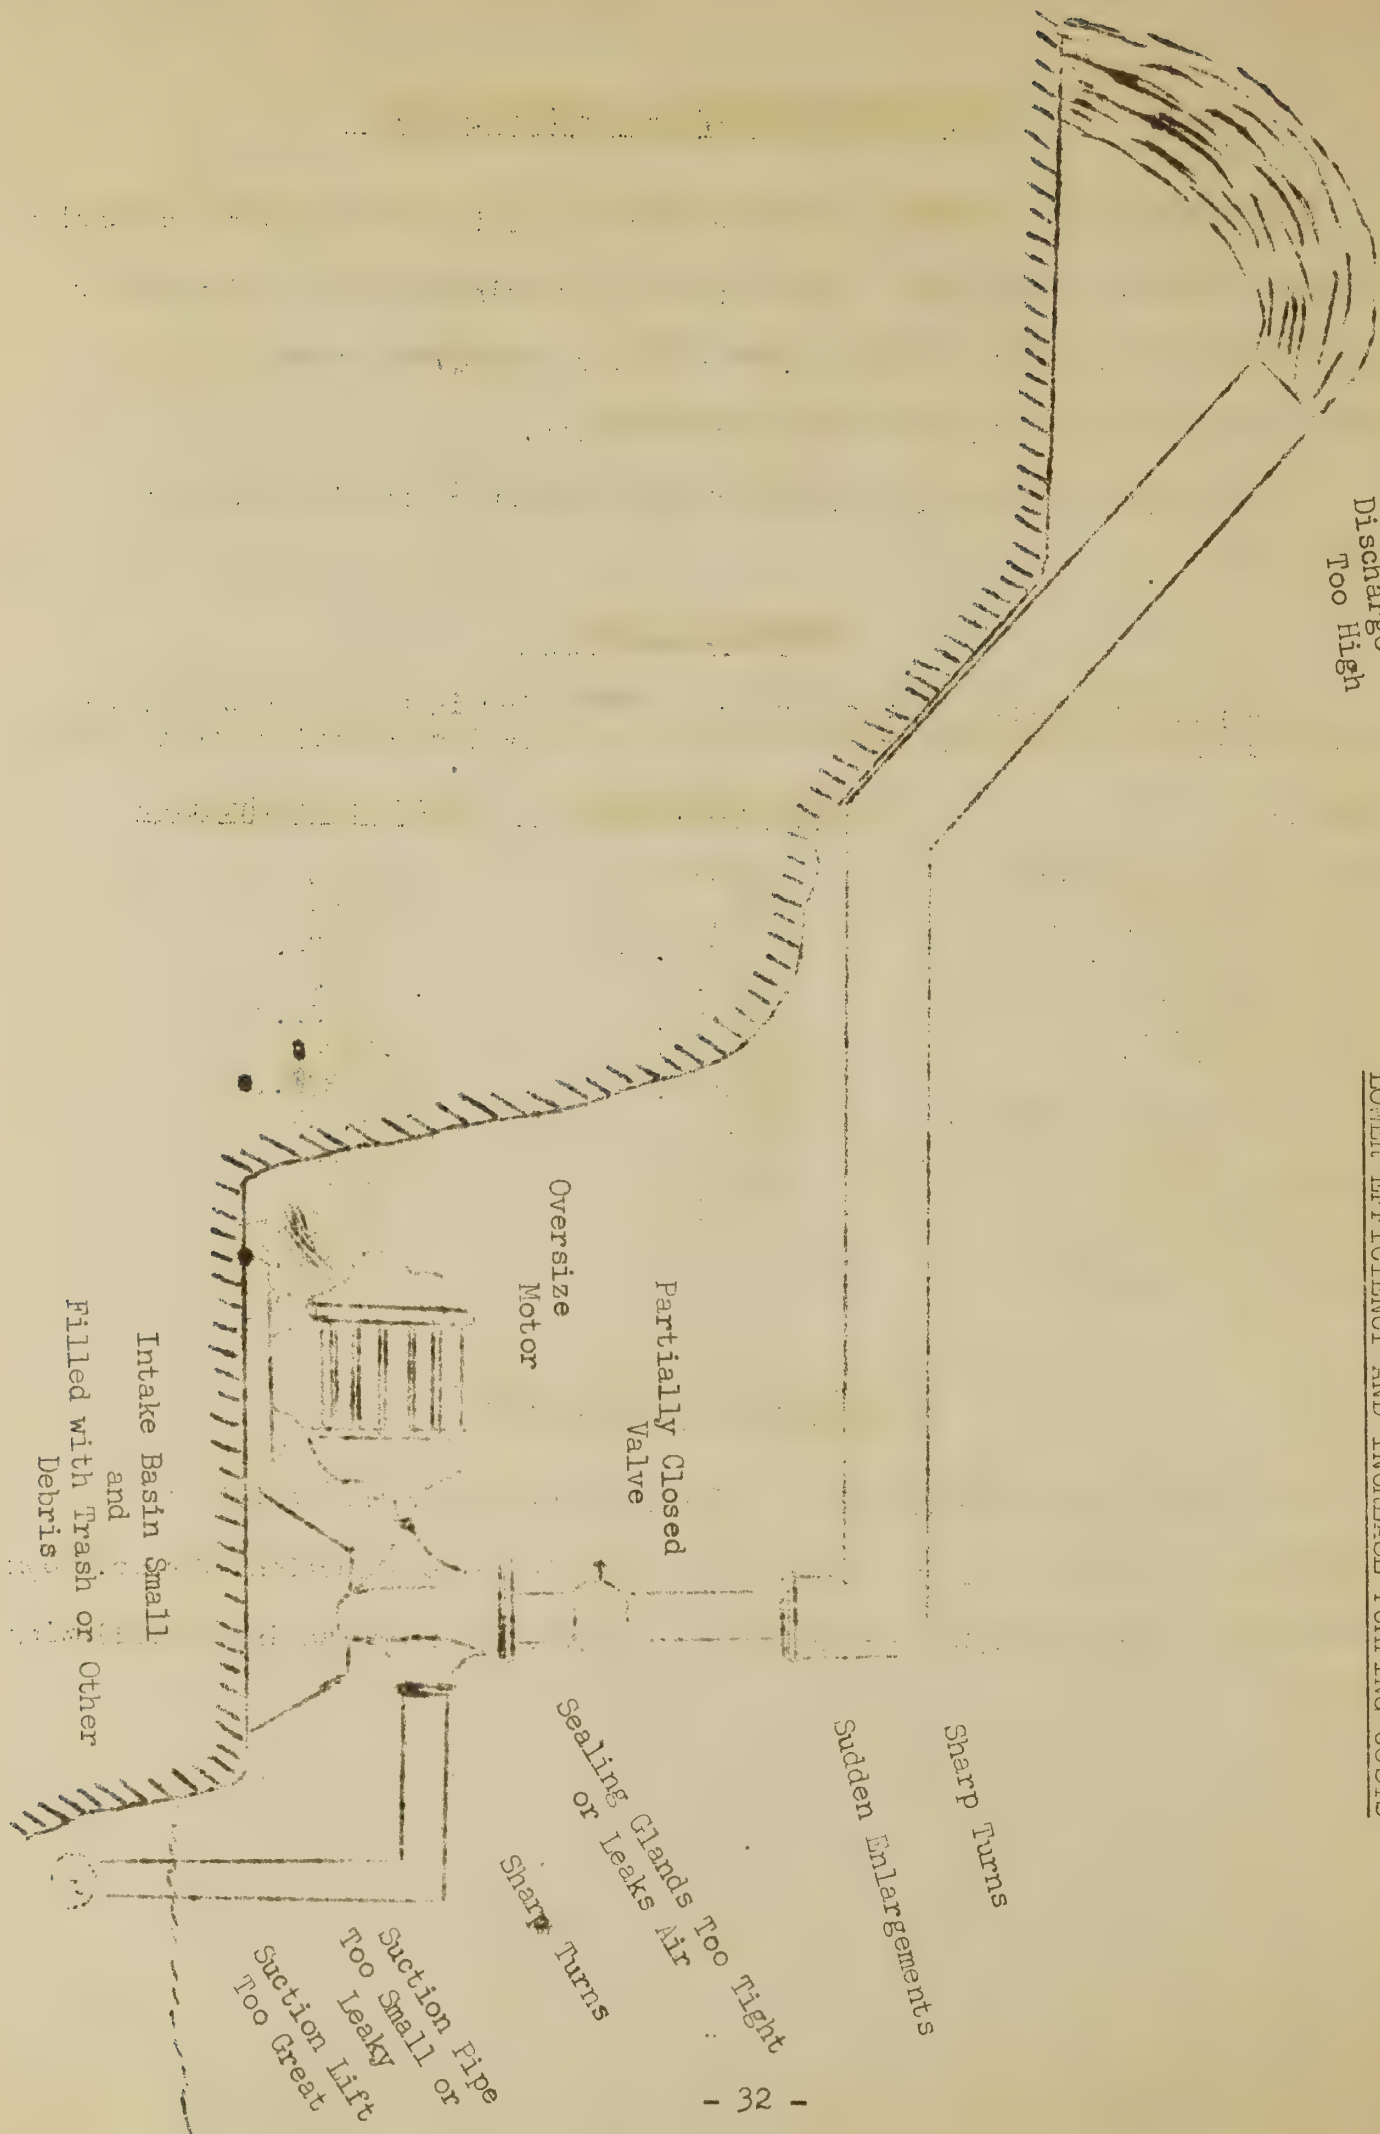 LOWER EFFICIENCY AND INCREASE PUMPING COSTS
Discharge
Too High
Sharp Turns
Sudden Enlargements
Partially Closed
Valve
Oversize
Motor
Sealing Glands Too Tight
or Leaks Air
Sharp Turns
Suction Pipe
Too Small or
Leaky
Suction Lift
Too Great
Intake Basin Small
and
Filled with Trash or Other
Debris
- 32 -